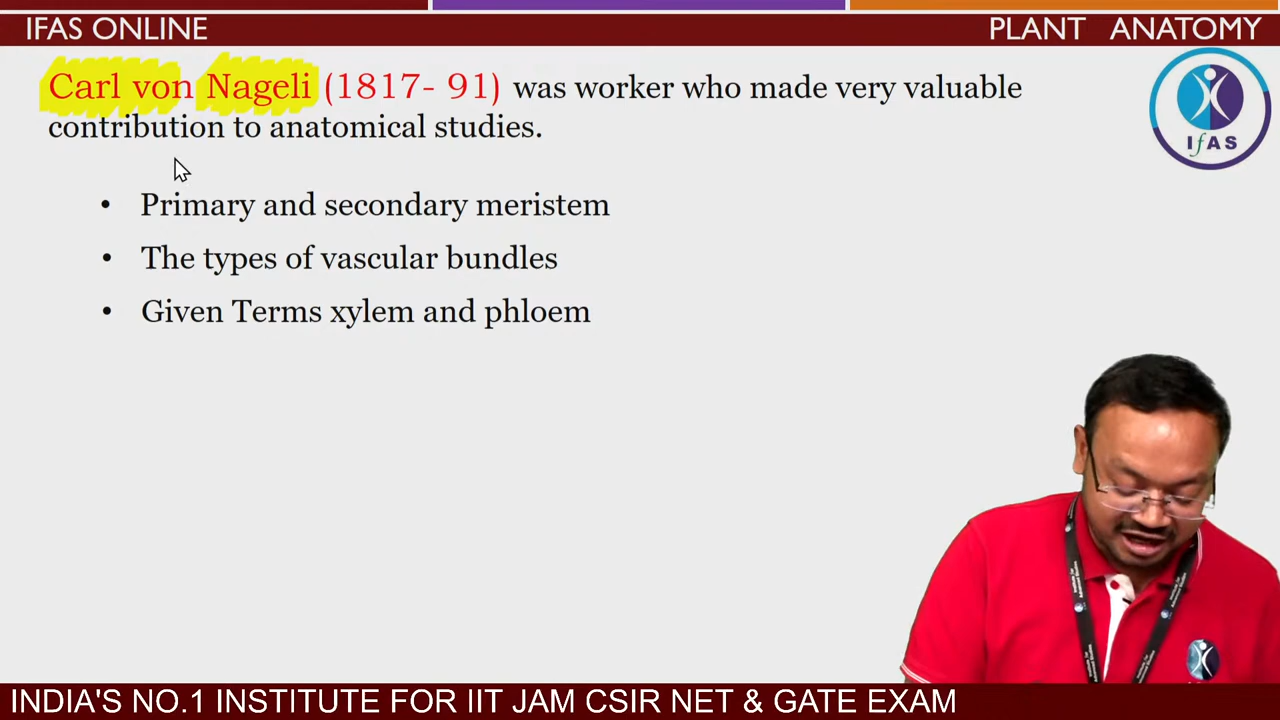 IFAS ONLINE
PLANT ANATOMY
Carl von Nageli (1817- 91) was worker who made very valuable
contribution to anatomical studies.
IfAS
• Primary and secondary meristem
• The types of vascular bundles
• Given Terms xylem and phloem
INDIA'S NO.1 INSTITUTE FOR IIT JAM CSIR NET & GATE EXAM